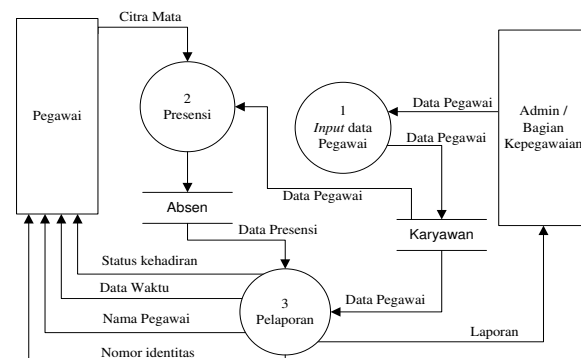 Citra Mata
Pegawai
2
Presensi
1
Input data
Pegawai
Data Pegawai
Data Pegawai
Admin /
Bagian
Kepegawaian
Data Pegawai
Absen
Karyawan
Data Presensi
Status kehadiran
Data Waktu
Nama Pegawai
Nomor identitas
3
Pelaporan
Data Pegawai
Laporan